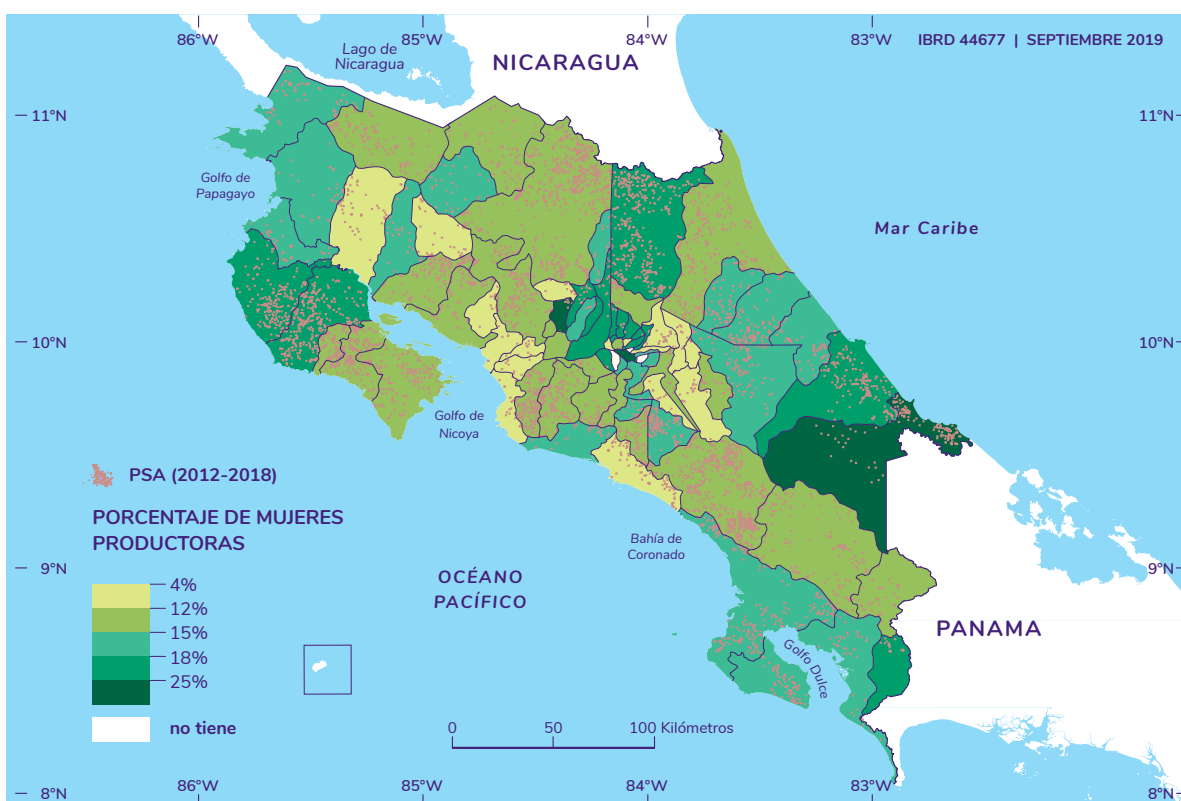 86°W
85°W
84°W
83°W
IBRD 44677 | SEPTIEMBRE 2019
Lago de
Nicaragua
NICARAGUA
11°N
11°N
Golfo de
Papagayo
Mar Caribe
10°N
10°N
Golfo de
Nicoya
PSA (2012-2018)
PORCENTAJE DE MUJERES
PRODUCTORAS
4%
12%
15%
18%
25%
no tiene
Bahía de
Coronado
OCÉANO
PACÍFICO
9°N
9°N
PANAMA
Golfo Dulce
0
50
100 Kilómetros
8°N
86°W
85°W
84°W
83°W
8°N